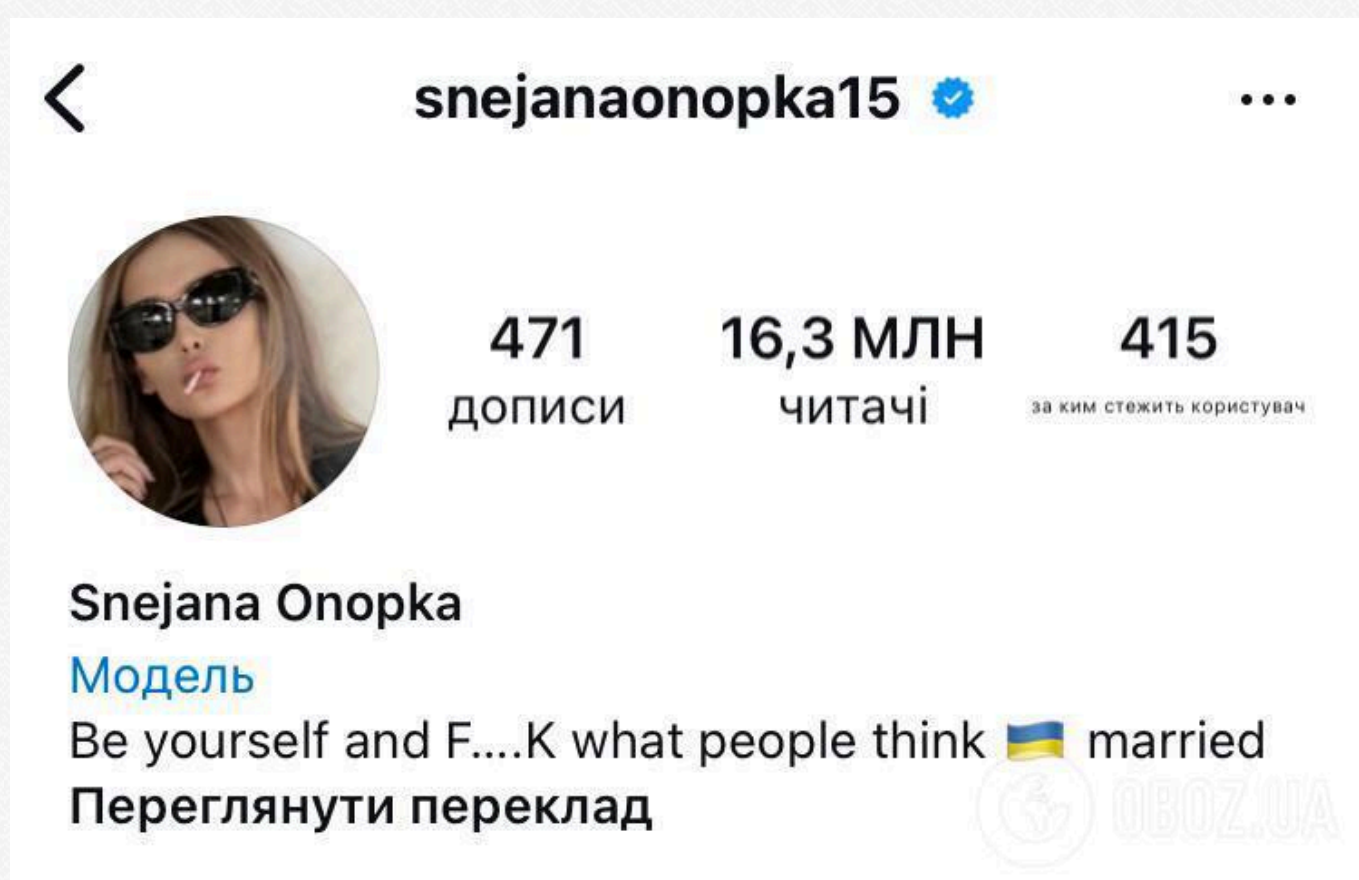 snejanaonopka15
471
дописи
16,3 МЛН
читачі
415
за ким стежить користувач
Snejana Onopka
Модель
Be yourself and F....K what people think 🇺🇦 married
Переглянути переклад
OBOZ.UA